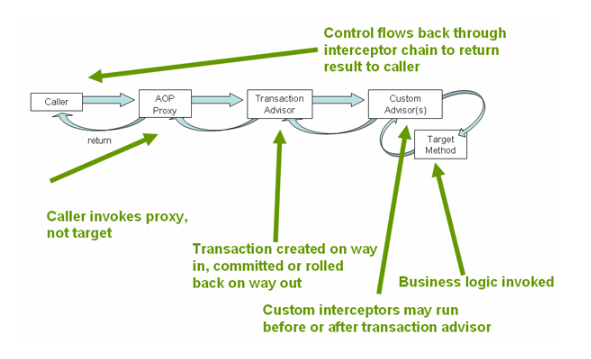 Control flows back through
interceptor chain to return
result to caller
Caller
AOP
Proxy
Transaction
Advisor
Custom
Advisor(s)
return
Target
Method
Caller invokes proxy,
not target
Transaction created on way
in, committed or rolled
back on way out
Business logic invoked
Custom interceptors may run
before or after transaction advisor